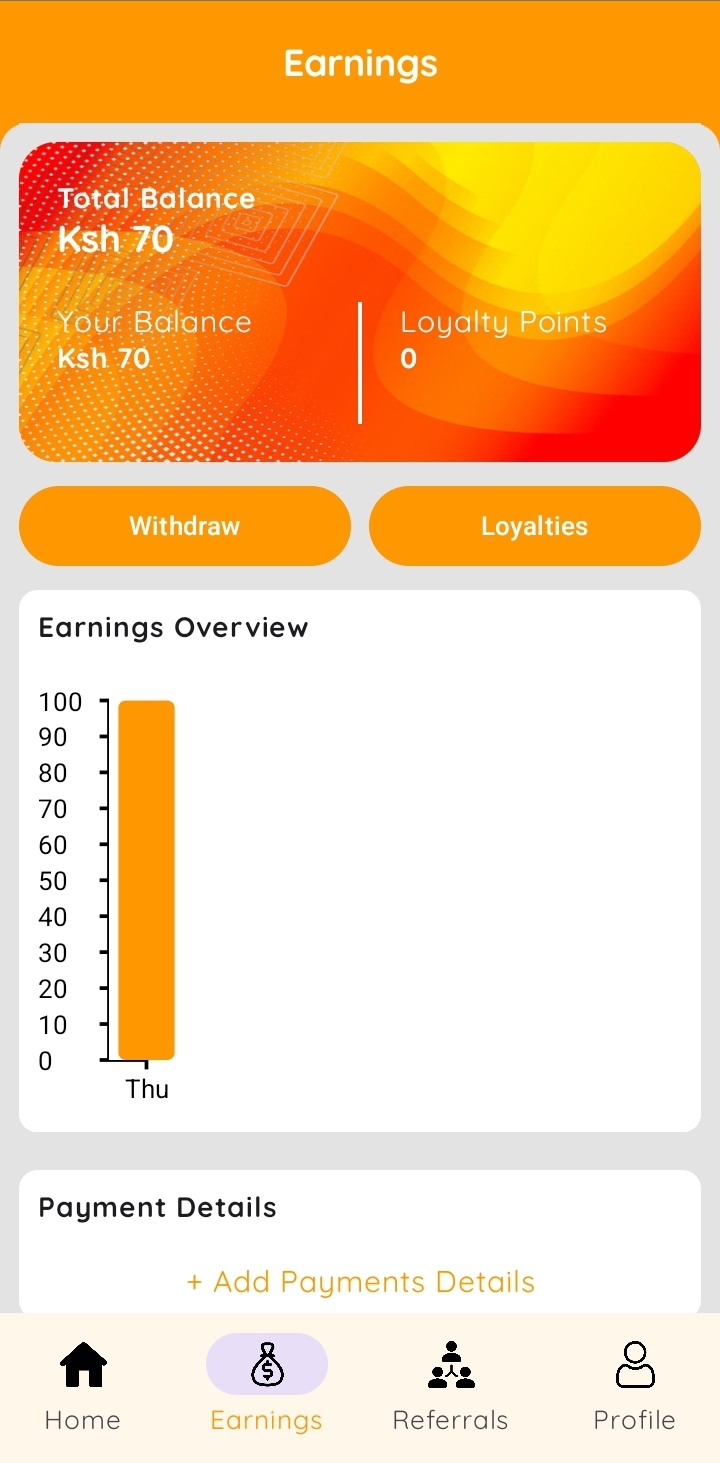 Earnings
Total Balance
Ksh 70
Your Balance
Ksh 70
Loyalty Points
0
Withdraw
Loyalties
Earnings Overview
100
90
80
70
60
50
40
30
20
10
0
Thu
Payment Details
+ Add Payments Details
Home
Earnings
Referrals
Profile